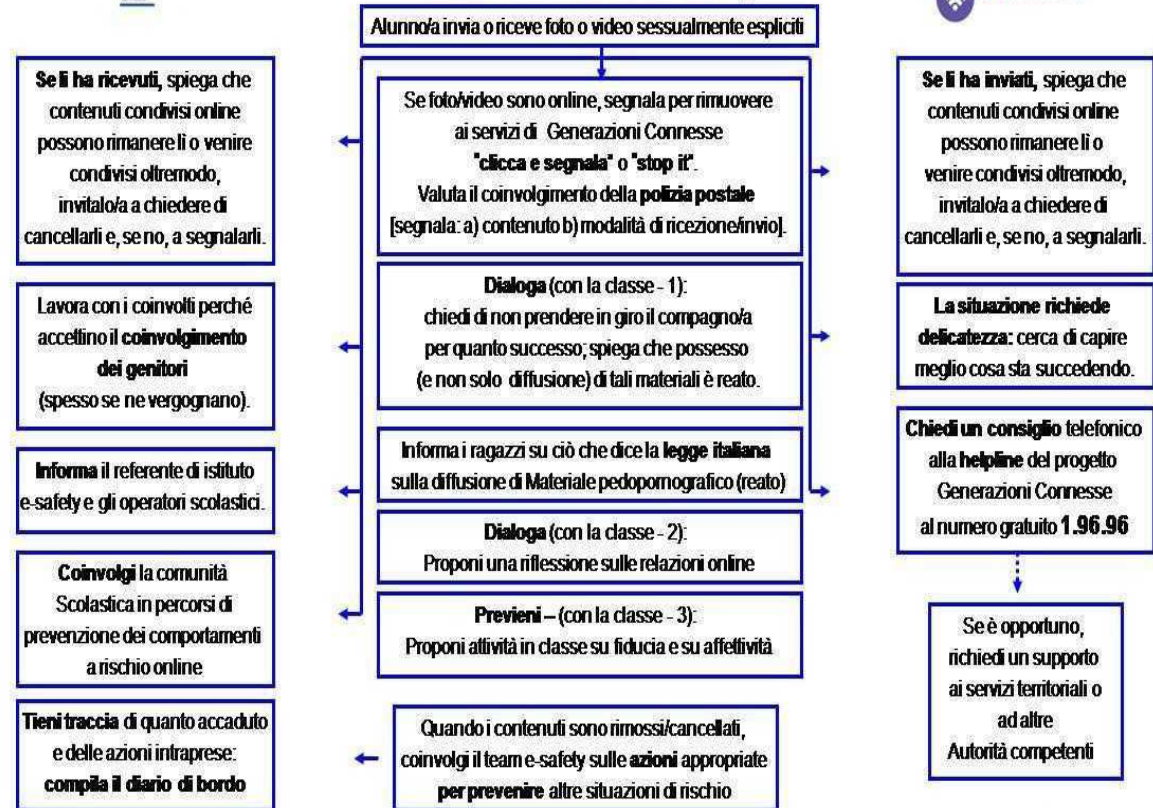 Alunno/a invia o riceve foto o video sessualmente espliciti
Se li ha ricevuti, spiega che
contenuti condivisi online
possono rimanere lì o venire
condivisi oltremodo,
invitalo/a a chiedere di
cancellarli e, se no, a segnalarli.
Lavora con i coinvolti perché
accettino il coinvolgimento
dei genitori
(spesso se ne vergognano).
Informa il referente di istituto
e-safety e gli operatori scolastici.
Coinvolgi la comunità
Scolastica in percorsi di
prevenzione dei comportamenti
a rischio online
Tieni traccia di quanto accaduto
e delle azioni intraprese:
compila il diario di bordo
Se foto/video sono online, segnala per rimuovere
ai servizi di Generazioni Connesse
"clicca e segnala" o "stop it".
Valuta il coinvolgimento della polizia postale
[segnala: a) contenuto b) modalità di ricezione/invio].
Dialoga (con la classe - 1):
chiedi di non prendere in giro il compagno/a
per quanto successo; spiega che possesso
(e non solo diffusione) di tali materiali è reato.
Informa i ragazzi su ciò che dice la legge italiana
sulla diffusione di Materiale pedopornografico (reato)
Dialoga (con la classe - 2):
Proponi una riflessione sulle relazioni online
Previeni – (con la classe - 3):
Proponi attività in classe su fiducia e su affettività
Quando i contenuti sono rimossi/cancellati,
coinvolgi il team e-safety sulle azioni appropriate
per prevenire altre situazioni di rischio
Se li ha inviati, spiega che
contenuti condivisi online
possono rimanere lì o
venire condivisi oltremodo,
invitalo/a a chiedere di
cancellarli e, se no, a segnalarli.
La situazione richiede
delicatezza: cerca di capire
meglio cosa sta succedendo.
Chiedi un consiglio telefonico
alla helpline del progetto
Generazioni Connesse
al numero gratuito 1.96.96
Se è opportuno,
richiedi un supporto
ai servizi territoriali o
ad altre
Autorità competenti